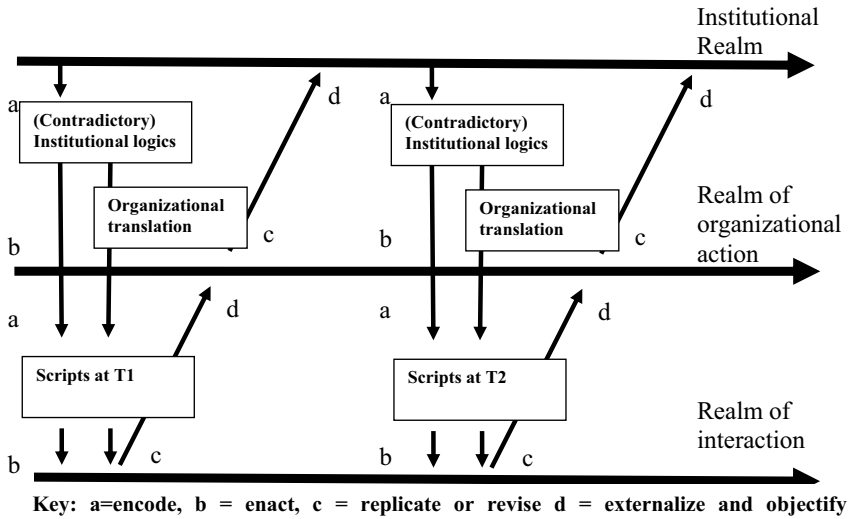 Institutional
Realm
a
d
a
d
(Contradictory)
Institutional logics
(Contradictory)
Institutional logics
Organizational
translation
Organizational
translation
Realm of
organizational
action
b
c
b
c
a
d
a
d
Scripts at T1
Scripts at T2
Realm of
interaction
b
c
b
c
Key: a=encode, b = enact, c = replicate or revise d = externalize and objectify